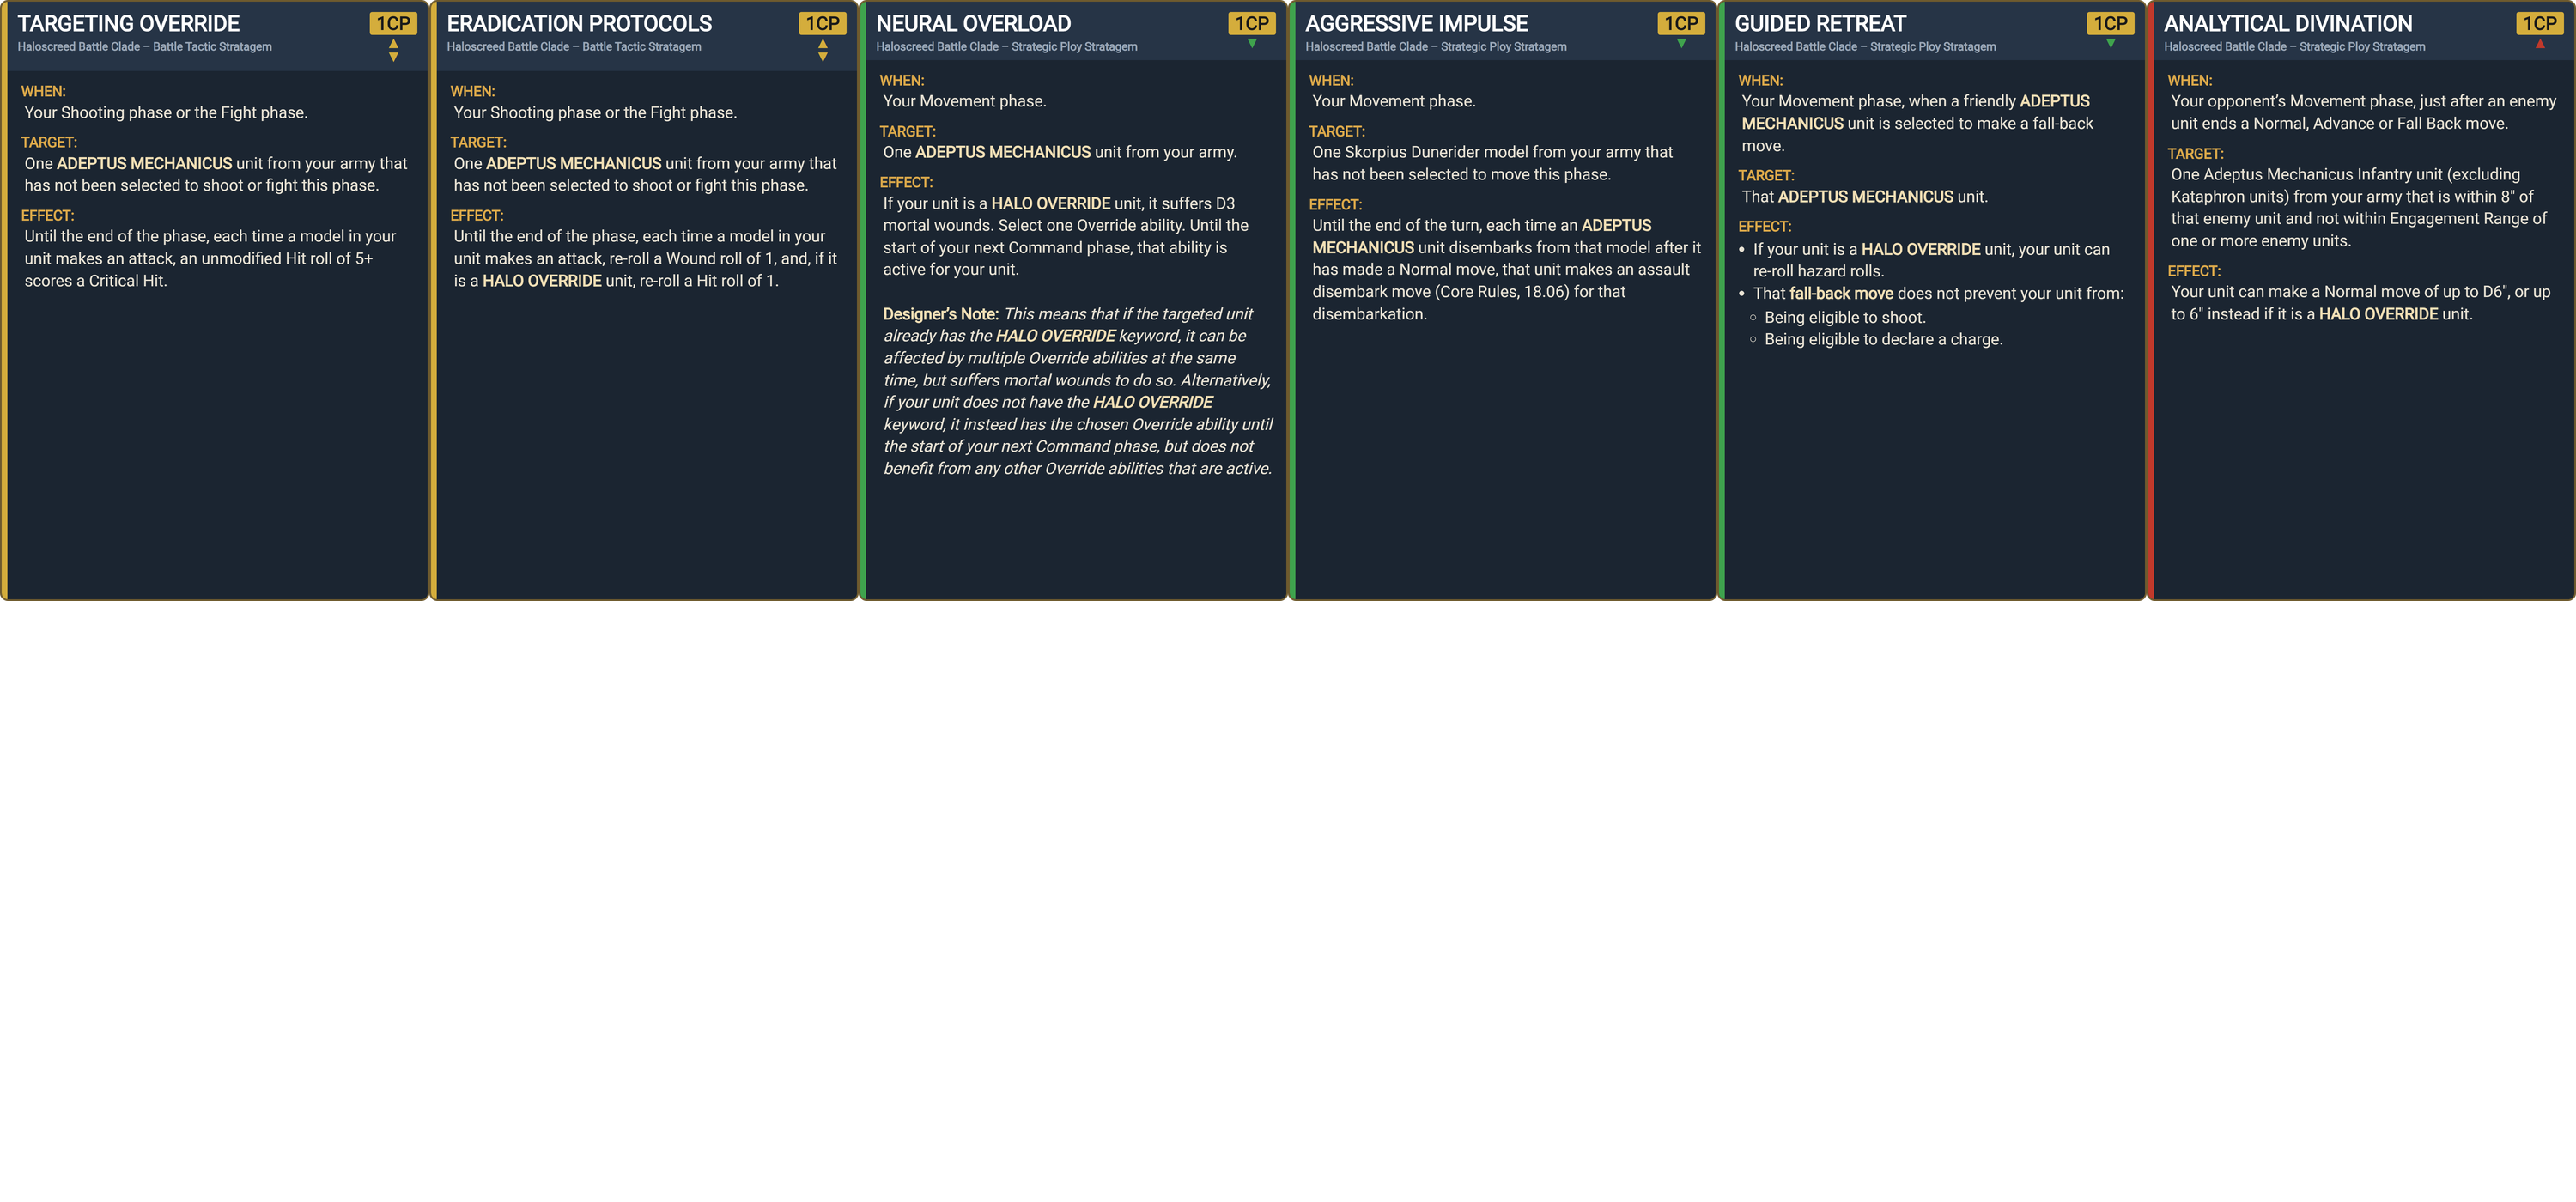 TARGETING OVERRIDE
1CP
Haloscreed Battle Clade – Battle Tactic Stratagem
WHEN:
Your Shooting phase or the Fight phase.
TARGET:
One ADEPTUS MECHANICUS unit from your army that
has not been selected to shoot or fight this phase.
EFFECT:
Until the end of the phase, each time a model in your
unit makes an attack, an unmodified Hit roll of 5+
scores a Critical Hit.
ERADICATION PROTOCOLS
1CP
Haloscreed Battle Clade – Battle Tactic Stratagem
WHEN:
Your Shooting phase or the Fight phase.
TARGET:
One ADEPTUS MECHANICUS unit from your army that
has not been selected to shoot or fight this phase.
EFFECT:
Until the end of the phase, each time a model in your
unit makes an attack, re-roll a Wound roll of 1, and, if it
is a HALO OVERRIDE unit, re-roll a Hit roll of 1.
NEURAL OVERLOAD
1CP
Haloscreed Battle Clade – Strategic Ploy Stratagem
WHEN:
Your Movement phase.
TARGET:
One ADEPTUS MECHANICUS unit from your army.
EFFECT:
If your unit is a HALO OVERRIDE unit, it suffers D3
mortal wounds. Select one Override ability. Until the
start of your next Command phase, that ability is
active for your unit.
Designer’s Note: This means that if the targeted unit
already has the HALO OVERRIDE keyword, it can be
affected by multiple Override abilities at the same
time, but suffers mortal wounds to do so. Alternatively,
if your unit does not have the HALO OVERRIDE
keyword, it instead has the chosen Override ability until
the start of your next Command phase, but does not
benefit from any other Override abilities that are active.
AGGRESSIVE IMPULSE
1CP
Haloscreed Battle Clade – Strategic Ploy Stratagem
WHEN:
Your Movement phase.
TARGET:
One Skorpius Dunerider model from your army that
has not been selected to move this phase.
EFFECT:
Until the end of the turn, each time an ADEPTUS
MECHANICUS unit disembarks from that model after it
has made a Normal move, that unit makes an assault
disembark move (Core Rules, 18.06) for that
disembarkation.
GUIDED RETREAT
1CP
Haloscreed Battle Clade – Strategic Ploy Stratagem
WHEN:
Your Movement phase, when a friendly ADEPTUS
MECHANICUS unit is selected to make a fall-back
move.
TARGET:
That ADEPTUS MECHANICUS unit.
EFFECT:
• If your unit is a HALO OVERRIDE unit, your unit can
re-roll hazard rolls.
• That fall-back move does not prevent your unit from:
○ Being eligible to shoot.
○ Being eligible to declare a charge.
ANALYTICAL DIVINATION
1CP
Haloscreed Battle Clade – Strategic Ploy Stratagem
WHEN:
Your opponent’s Movement phase, just after an enemy
unit ends a Normal, Advance or Fall Back move.
TARGET:
One Adeptus Mechanicus Infantry unit (excluding
Kataphron units) from your army that is within 8" of
that enemy unit and not within Engagement Range of
one or more enemy units.
EFFECT:
Your unit can make a Normal move of up to D6", or up
to 6" instead if it is a HALO OVERRIDE unit.